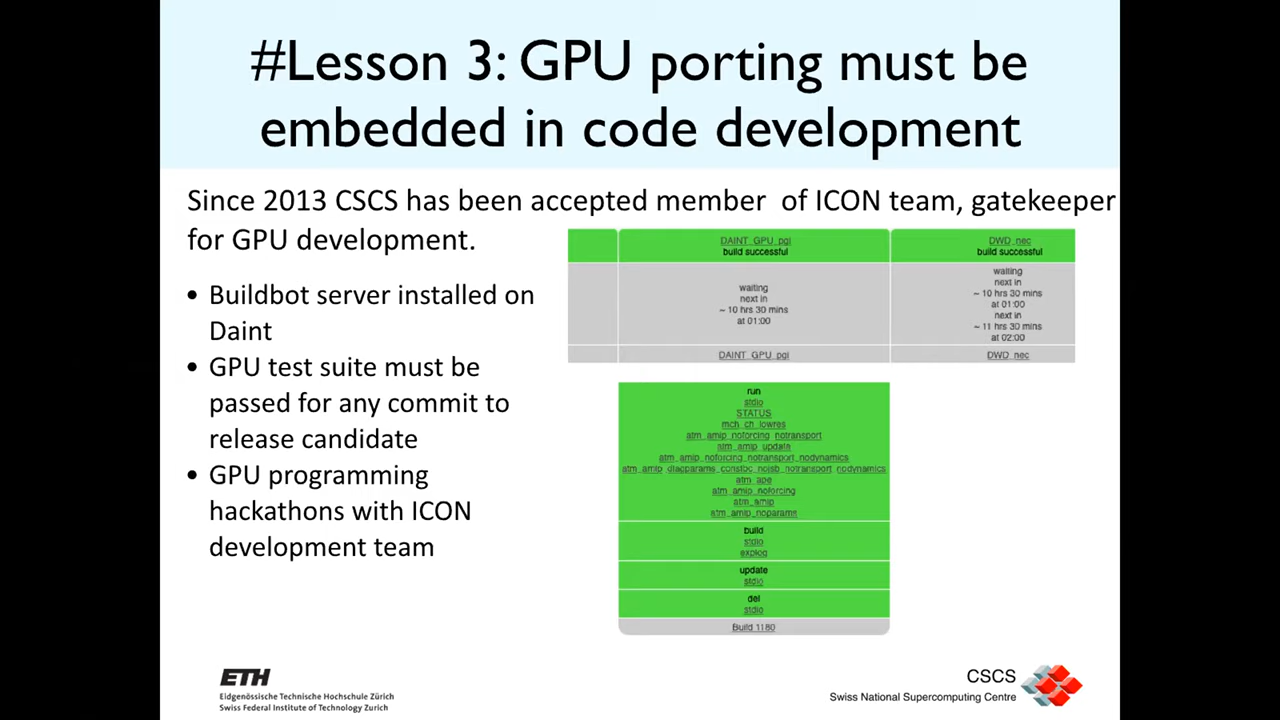 #Lesson 3: GPU porting must be
embedded in code development
Since 2013 CSCS has been accepted member of ICON team, gatekeeper
for GPU development.
• Buildbot server installed on
Daint
• GPU test suite must be
passed for any commit to
release candidate
• GPU programming
hackathons with ICON
development team
DAINT_GPU_pgi
build successful
waiting
next in
~ 10 hrs 30 mins
at 01:00
DAINT_GPU_pgi
DWD_nec
build successful
waiting
next in
~ 10 hrs 30 mins
at 01:00
next in
~ 11 hrs 30 mins
at 02:00
DWD_nec
run
stdio
STATUS
mch_ch_lowres
atm_amip_noforcing_notransport
atm_amip_update
atm_amip_noforcing_notransport_nodynamics
atm_amip_diagparams_constbc_noisb_notransport_nodynamics
atm_ape
atm_amip_noforcing
atm_amip
atm_amip_noparams
build
stdio
explog
update
stdio
del
stdio
Build 1180
ETH
Eidgenössische Technische Hochschule Zürich
Swiss Federal Institute of Technology Zurich
CSCS
Swiss National Supercomputing Centre